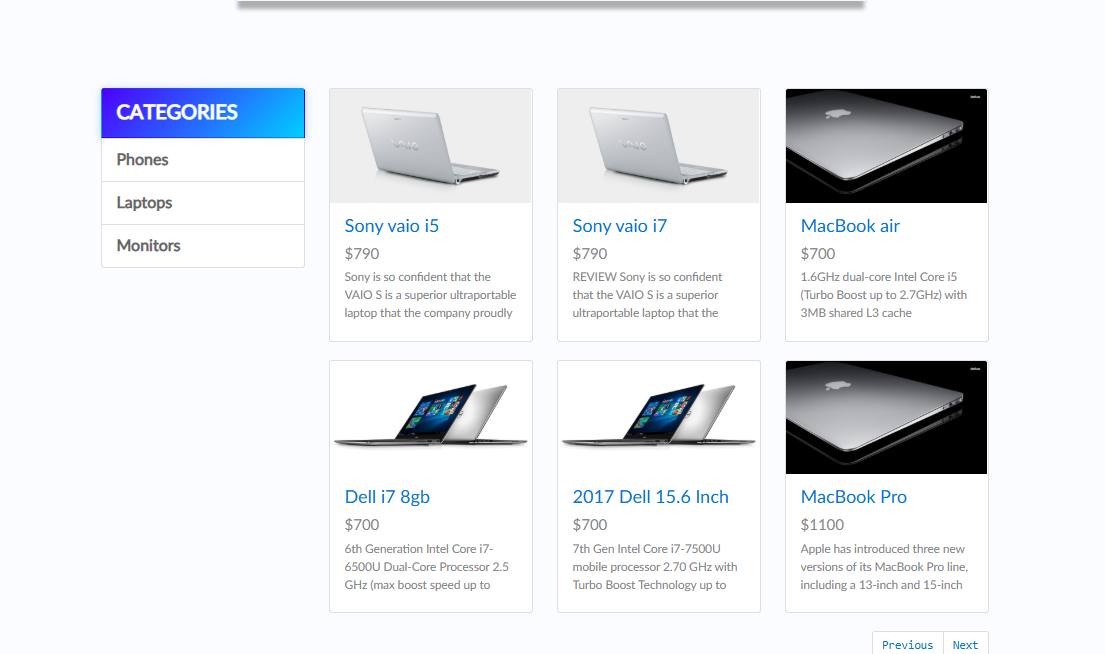 CATEGORIES
Phones
Laptops
Monitors
VAIO
Sony vaio i5
$790
Sony is so confident that the
VAIO S is a superior ultraportable
laptop that the company proudly
VAIO
Sony vaio i7
$790
REVIEW Sony is so confident
that the VAIO S is a superior
ultraportable laptop that the
MacBook air
$700
1.6GHz dual-core Intel Core i5
(Turbo Boost up to 2.7GHz) with
3MB shared L3 cache
Dell i7 8gb
$700
6th Generation Intel Core i7-
6500U Dual-Core Processor 2.5
GHz (max boost speed up to
2017 Dell 15.6 Inch
$700
7th Gen Intel Core i7-7500U
mobile processor 2.70 GHz with
Turbo Boost Technology up to
MacBook Pro
$1100
Apple has introduced three new
versions of its MacBook Pro line,
including a 13-inch and 15-inch
Previous
Next